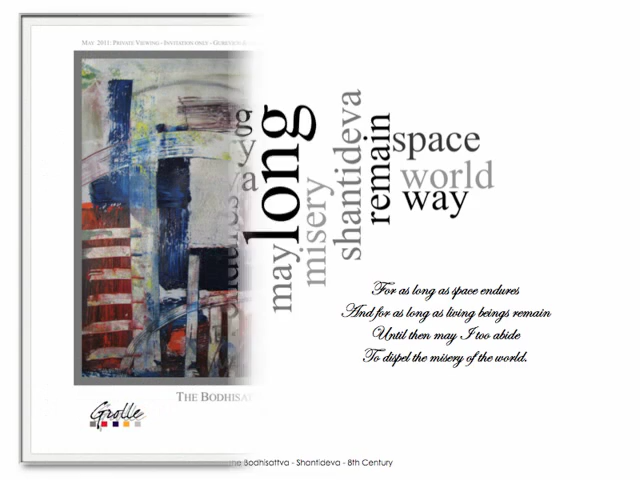 May 2011: Private Viewing - Invitation only -
long
may
misery
shantideva
remain
space
world
way
For as long as space endures
And for as long as living beings remain
Until then may I too abide
To dispel the misery of the world.
The Bodhisat
Grolle
The Bodhisattva - Shantideva - 8th Century